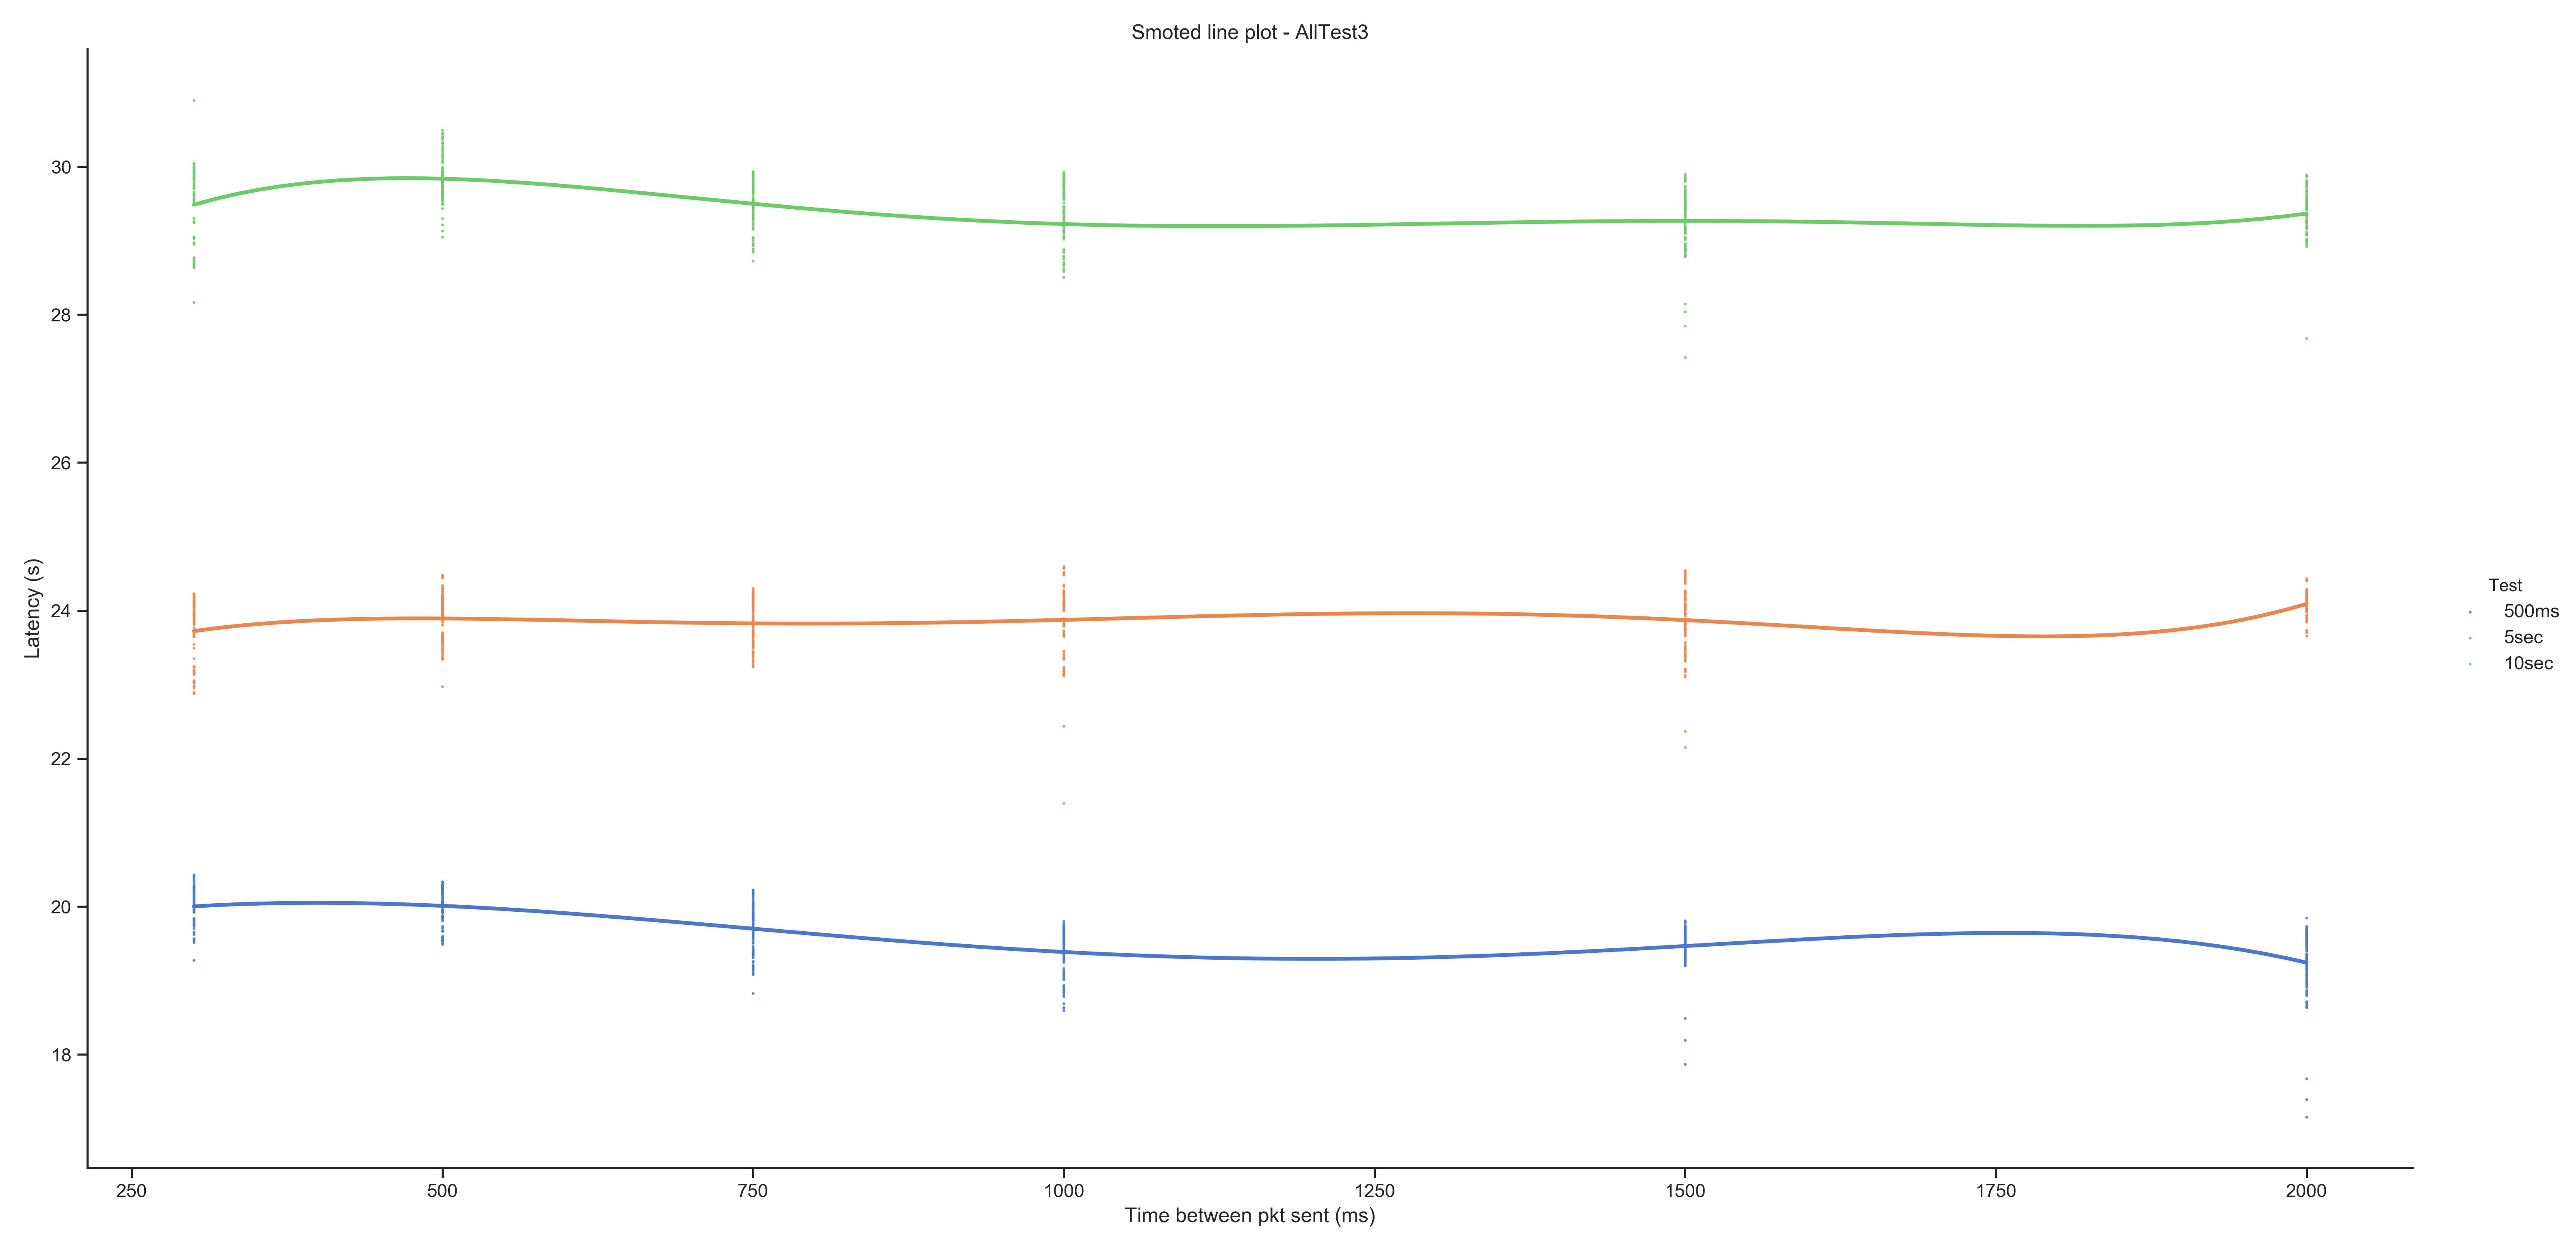 Smoted line plot - AllTest3
Latency (s)
30
28
26
24
22
20
18
250 500 750 1000 1250 1500 1750 2000
Time between pkt sent (ms)
Test
500ms
5sec
10sec